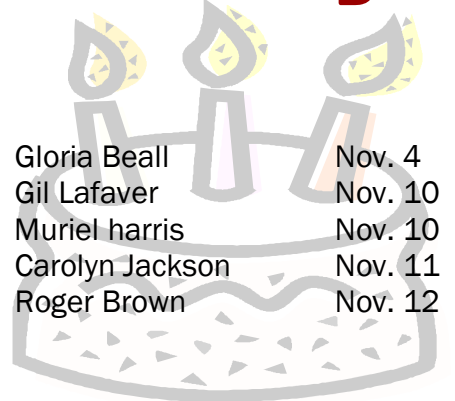 Gloria Beall Nov. 4
Gil Lafaver Nov. 10
Muriel harris Nov. 10
Carolyn Jackson Nov. 11
Roger Brown Nov. 12